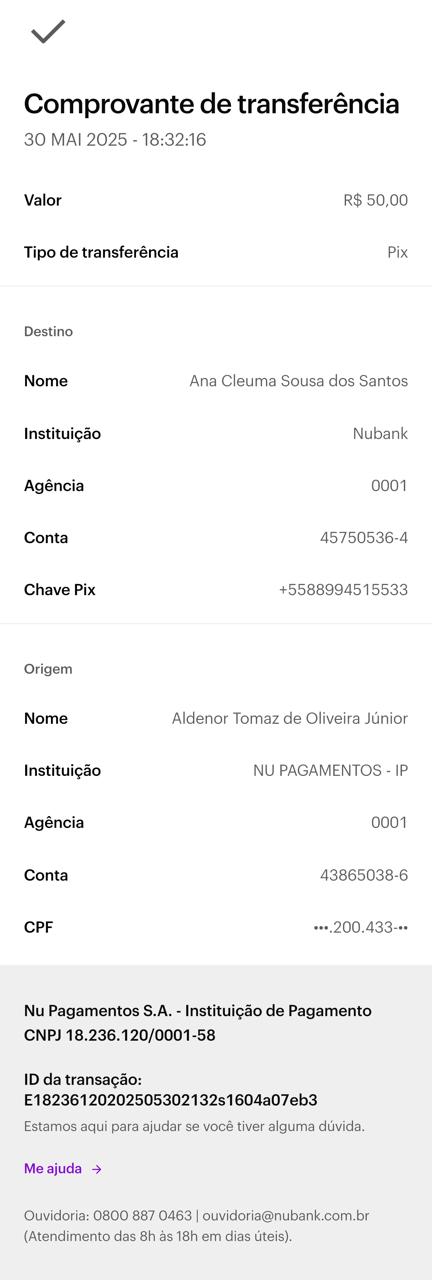 Comprovante de transferência
30 MAI 2025 - 18:32:16
Valor R$ 50,00
Tipo de transferência Pix
Destino
Nome Ana Cleuma Sousa dos Santos
Instituição Nubank
Agência 0001
Conta 45750536-4
Chave Pix +5588994515533
Origem
Nome Aldenor Tomaz de Oliveira Júnior
Instituição NU PAGAMENTOS - IP
Agência 0001
Conta 43865038-6
CPF •••.200.433-••
Nu Pagamentos S.A. - Instituição de Pagamento
CNPJ 18.236.120/0001-58
ID da transação:
E18236120202505302132s1604a07eb3
Estamos aqui para ajudar se você tiver alguma dúvida.
Me ajuda →
Ouvidoria: 0800 887 0463 | ouvidoria@nubank.com.br
(Atendimento das 8h às 18h em dias úteis).